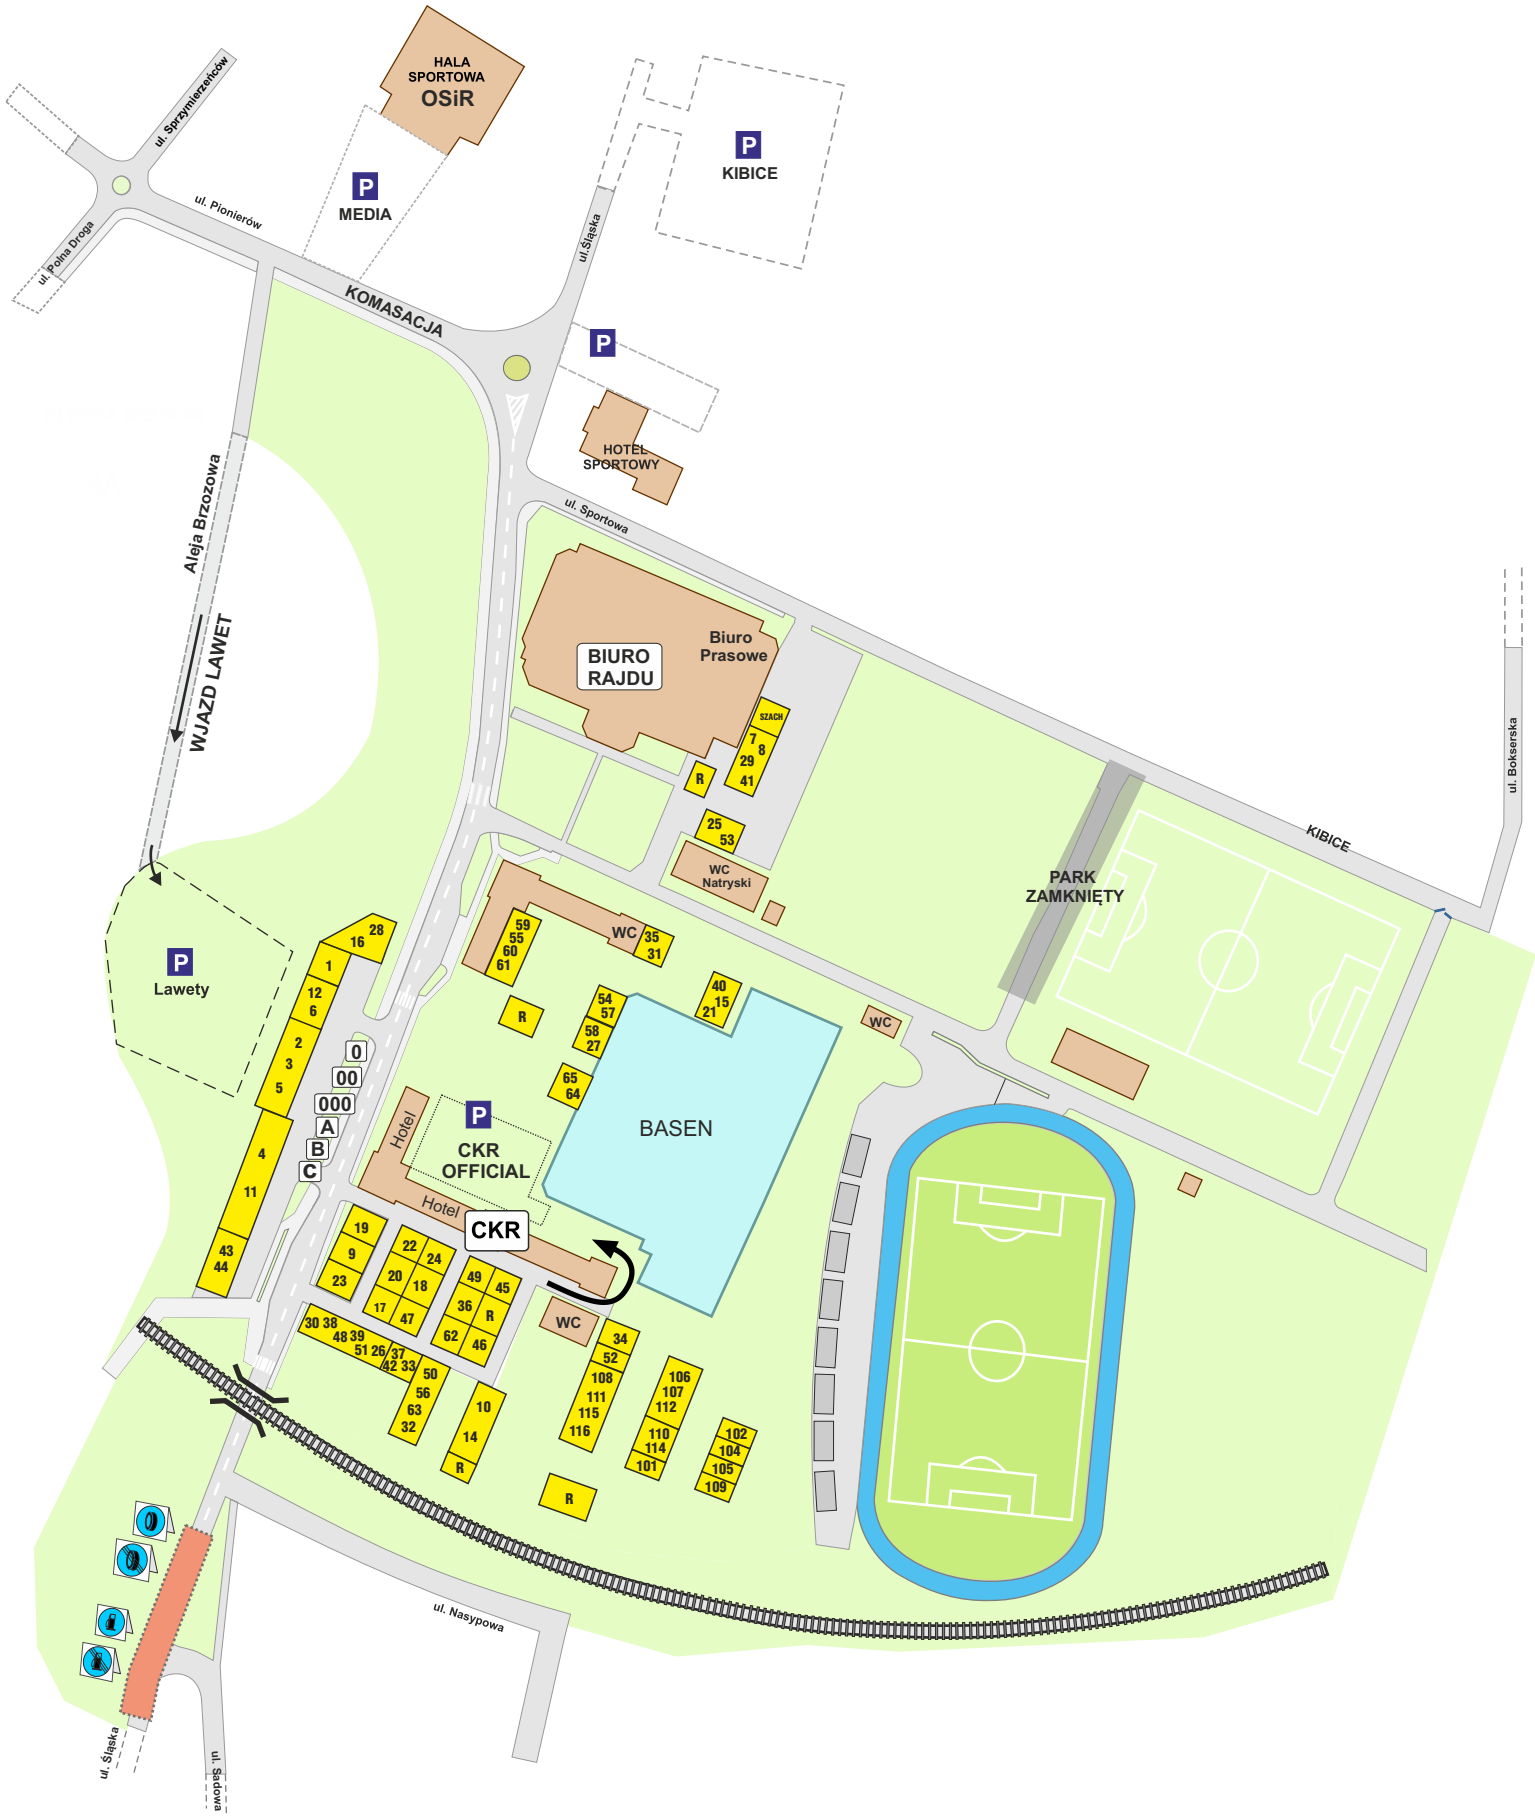 HALA
SPORTOWA
OSiR
ul. Sprzymierzeńców
P
KIBICE
P
MEDIA
ul. Pionierów
ul. Polna Droga
ul.Śląska
KOMASACJA
P
HOTEL
SPORTOWY
ul. Sportowa
Aleja Brzozowa
WJAZD LAWET
BIURO
RAJDU
Biuro
Prasowe
SZACH
7
8
29
41
R
25
53
WC
Natryski
ul. Bokserska
KIBICE
PARK
ZAMKNIĘTY
P
Lawety
28
16
1
12
6
2
3
5
4
11
43
44
59
55
60
61
WC
35
31
R
54
57
58
27
65
64
40
15
21
WC
0
00
000
A
B
C
Hotel
P
CKR
OFFICIAL
BASEN
Hotel
CKR
19
9
23
22
24
20
18
17
47
49
45
36
R
62
46
WC
30 38
48 39
51 26
37
42 33
50
56
63
32
10
14
R
34
52
108
111
115
116
106
107
112
110
114
101
102
104
105
109
R
ul. Nasypowa
ul. Śląska
ul. Sadowa